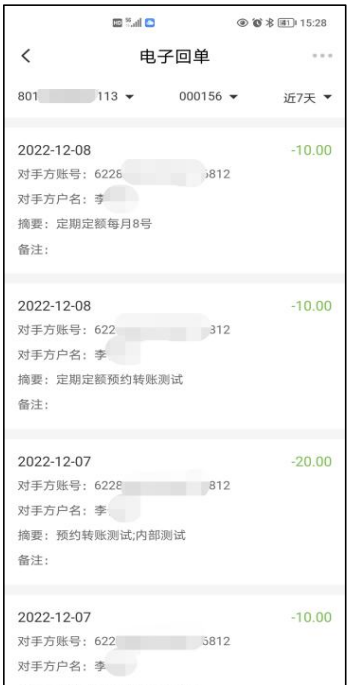 HD 5G 81 15:28
电子回单
801 113 000156 近7天
2022-12-08 -10.00
对手方账号：6228 812
对手方户名：李
摘要：定期定额每月8号
备注：
2022-12-08 -10.00
对手方账号：622 312
对手方户名：李
摘要：定期定额预约转账测试
备注：
2022-12-07 -20.00
对手方账号：6228 812
对手方户名：李
摘要：预约转账测试;内部测试
备注：
2022-12-07 -10.00
对手方账号：622 6812
对手方户名：李